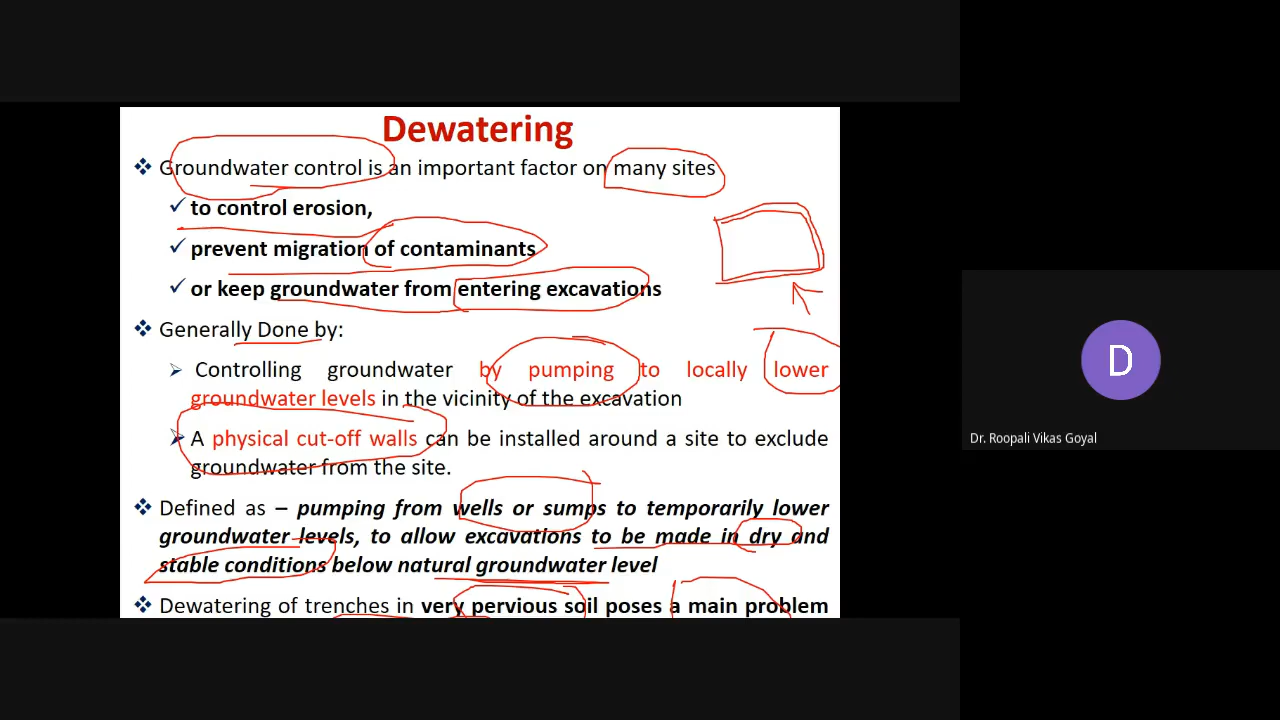 Dewatering
❖ Groundwater control is an important factor on many sites
✓ to control erosion,
✓ prevent migration of contaminants
✓ or keep groundwater from entering excavations
❖ Generally Done by:
➢ Controlling groundwater by pumping to locally lower
groundwater levels in the vicinity of the excavation
➢ A physical cut-off walls can be installed around a site to exclude
groundwater from the site.
❖ Defined as – pumping from wells or sumps to temporarily lower
groundwater levels, to allow excavations to be made in dry and
stable conditions below natural groundwater level
❖ Dewatering of trenches in very pervious soil poses a main problem
D
Dr. Roopali Vikas Goyal